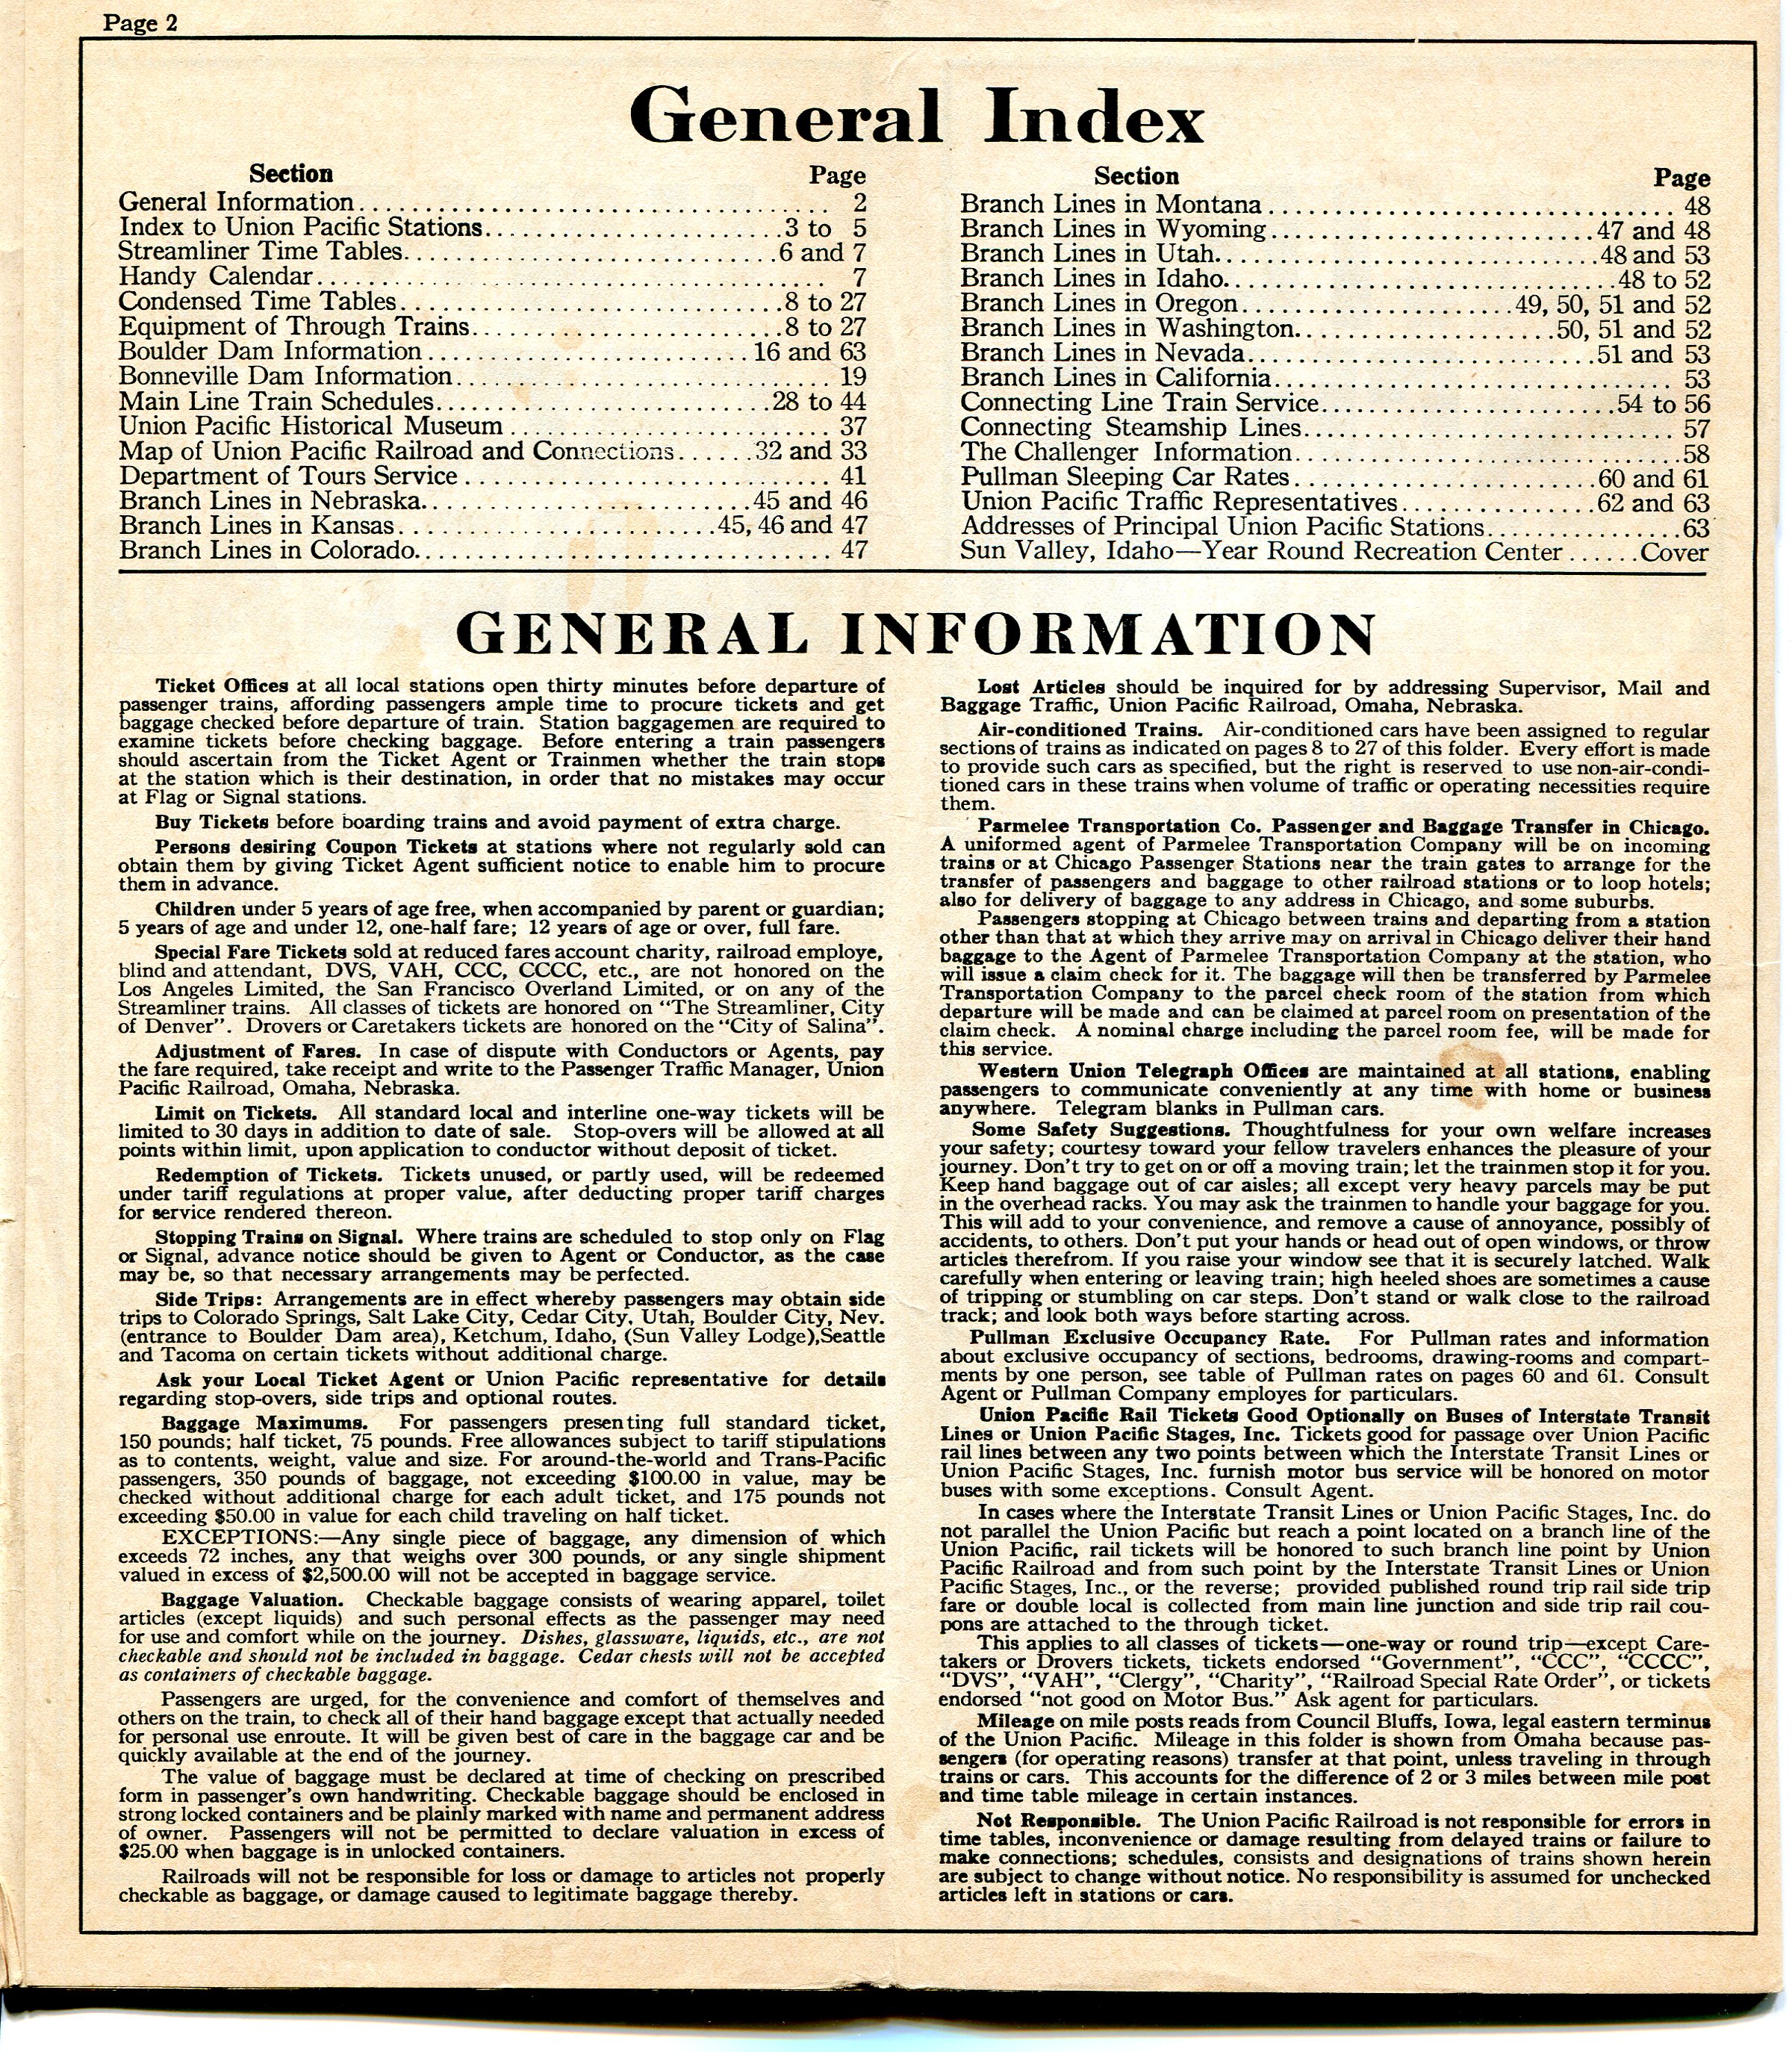 Page 2
General Index
Section Page
General Information 2
Index to Union Pacific Stations 3 to 5
Streamliner Time Tables 6 and 7
Handy Calendar 7
Condensed Time Tables 8 to 27
Equipment of Through Trains 8 to 27
Boulder Dam Information 16 and 63
Bonneville Dam Information 19
Main Line Train Schedules 28 to 44
Union Pacific Historical Museum 37
Map of Union Pacific Railroad and Connections 32 and 33
Department of Tours Service 41
Branch Lines in Nebraska 45 and 46
Branch Lines in Kansas 45, 46 and 47
Branch Lines in Colorado 47
Section Page
Branch Lines in Montana 48
Branch Lines in Wyoming 47 and 48
Branch Lines in Utah 48 and 53
Branch Lines in Idaho 48 to 52
Branch Lines in Oregon 49, 50, 51 and 52
Branch Lines in Washington 50, 51 and 52
Branch Lines in Nevada 51 and 53
Branch Lines in California 53
Connecting Line Train Service 54 to 56
Connecting Steamship Lines 57
The Challenger Information 58
Pullman Sleeping Car Rates 60 and 61
Union Pacific Traffic Representatives 62 and 63
Addresses of Principal Union Pacific Stations 63
Sun Valley, Idaho—Year Round Recreation Center Cover
GENERAL INFORMATION
Ticket Offices at all local stations open thirty minutes before departure of
passenger trains, affording passengers ample time to procure tickets and get
baggage checked before departure of train. Station baggagemen are required to
examine tickets before checking baggage. Before entering a train passengers
should ascertain from the Ticket Agent or Trainmen whether the train stops
at the station which is their destination, in order that no mistakes may occur
at Flag or Signal stations.
Buy Tickets before boarding trains and avoid payment of extra charge.
Persons desiring Coupon Tickets at stations where not regularly sold can
obtain them by giving Ticket Agent sufficient notice to enable him to procure
them in advance.
Children under 5 years of age free, when accompanied by parent or guardian;
5 years of age and under 12, one-half fare; 12 years of age or over, full fare.
Special Fare Tickets sold at reduced fares account charity, railroad employe,
blind and attendant, DVS, VAH, CCC, CCCC, etc., are not honored on the
Los Angeles Limited, the San Francisco Overland Limited, or on any of the
Streamliner trains. All classes of tickets are honored on "The Streamliner, City
of Denver". Drovers or Caretakers tickets are honored on the "City of Salina".
Adjustment of Fares. In case of dispute with Conductors or Agents, pay
the fare required, take receipt and write to the Passenger Traffic Manager, Union
Pacific Railroad, Omaha, Nebraska.
Limit on Tickets. All standard local and interline one-way tickets will be
limited to 30 days in addition to date of sale. Stop-overs will be allowed at all
points within limit, upon application to conductor without deposit of ticket.
Redemption of Tickets. Tickets unused, or partly used, will be redeemed
under tariff regulations at proper value, after deducting proper tariff charges
for service rendered thereon.
Stopping Trains on Signal. Where trains are scheduled to stop only on Flag
or Signal, advance notice should be given to Agent or Conductor, as the case
may be, so that necessary arrangements may be perfected.
Side Trips: Arrangements are in effect whereby passengers may obtain side
trips to Colorado Springs, Salt Lake City, Cedar City, Utah, Boulder City, Nev.
(entrance to Boulder Dam area), Ketchum, Idaho, (Sun Valley Lodge),Seattle
and Tacoma on certain tickets without additional charge.
Ask your Local Ticket Agent or Union Pacific representative for details
regarding stop-overs, side trips and optional routes.
Baggage Maximums. For passengers presenting full standard ticket,
150 pounds; half ticket, 75 pounds. Free allowances subject to tariff stipulations
as to contents, weight, value and size. For around-the-world and Trans-Pacific
passengers, 350 pounds of baggage, not exceeding $100.00 in value, may be
checked without additional charge for each adult ticket, and 175 pounds not
exceeding $50.00 in value for each child traveling on half ticket.
EXCEPTIONS:—Any single piece of baggage, any dimension of which
exceeds 72 inches, any that weighs over 300 pounds, or any single shipment
valued in excess of $2,500.00 will not be accepted in baggage service.
Baggage Valuation. Checkable baggage consists of wearing apparel, toilet
articles (except liquids) and such personal effects as the passenger may need
for use and comfort while on the journey. Dishes, glassware, liquids, etc., are not
checkable and should not be included in baggage. Cedar chests will not be accepted
as containers of checkable baggage.
Passengers are urged, for the convenience and comfort of themselves and
others on the train, to check all of their hand baggage except that actually needed
for personal use enroute. It will be given best of care in the baggage car and be
quickly available at the end of the journey.
The value of baggage must be declared at time of checking on prescribed
form in passenger's own handwriting. Checkable baggage should be enclosed in
strong locked containers and be plainly marked with name and permanent address
of owner. Passengers will not be permitted to declare valuation in excess of
$25.00 when baggage is in unlocked containers.
Railroads will not be responsible for loss or damage to articles not properly
checkable as baggage, or damage caused to legitimate baggage thereby.
Lost Articles should be inquired for by addressing Supervisor, Mail and
Baggage Traffic, Union Pacific Railroad, Omaha, Nebraska.
Air-conditioned Trains. Air-conditioned cars have been assigned to regular
sections of trains as indicated on pages 8 to 27 of this folder. Every effort is made
to provide such cars as specified, but the right is reserved to use non-air-condi-
tioned cars in these trains when volume of traffic or operating necessities require
them.
Parmelee Transportation Co. Passenger and Baggage Transfer in Chicago.
A uniformed agent of Parmelee Transportation Company will be on incoming
trains or at Chicago Passenger Stations near the train gates to arrange for the
transfer of passengers and baggage to other railroad stations or to loop hotels;
also for delivery of baggage to any address in Chicago, and some suburbs.
Passengers stopping at Chicago between trains and departing from a station
other than that at which they arrive may on arrival in Chicago deliver their hand
baggage to the Agent of Parmelee Transportation Company at the station, who
will issue a claim check for it. The baggage will then be transferred by Parmelee
Transportation Company to the parcel check room of the station from which
departure will be made and can be claimed at parcel room on presentation of the
claim check. A nominal charge including the parcel room fee, will be made for
this service.
Western Union Telegraph Offices are maintained at all stations, enabling
passengers to communicate conveniently at any time with home or business
anywhere. Telegram blanks in Pullman cars.
Some Safety Suggestions. Thoughtfulness for your own welfare increases
your safety; courtesy toward your fellow travelers enhances the pleasure of your
journey. Don't try to get on or off a moving train; let the trainmen stop it for you.
Keep hand baggage out of car aisles; all except very heavy parcels may be put
in the overhead racks. You may ask the trainmen to handle your baggage for you.
This will add to your convenience, and remove a cause of annoyance, possibly of
accidents, to others. Don't put your hands or head out of open windows, or throw
articles therefrom. If you raise your window see that it is securely latched. Walk
carefully when entering or leaving train; high heeled shoes are sometimes a cause
of tripping or stumbling on car steps. Don't stand or walk close to the railroad
track; and look both ways before starting across.
Pullman Exclusive Occupancy Rate. For Pullman rates and information
about exclusive occupancy of sections, bedrooms, drawing-rooms and compart-
ments by one person, see table of Pullman rates on pages 60 and 61. Consult
Agent or Pullman Company employes for particulars.
Union Pacific Rail Tickets Good Optionally on Buses of Interstate Transit
Lines or Union Pacific Stages, Inc. Tickets good for passage over Union Pacific
rail lines between any two points between which the Interstate Transit Lines or
Union Pacific Stages, Inc. furnish motor bus service will be honored on motor
buses with some exceptions. Consult Agent.
In cases where the Interstate Transit Lines or Union Pacific Stages, Inc. do
not parallel the Union Pacific but reach a point located on a branch line of the
Union Pacific, rail tickets will be honored to such branch line point by Union
Pacific Railroad and from such point by the Interstate Transit Lines or Union
Pacific Stages, Inc., or the reverse; provided published round trip rail side trip
fare or double local is collected from main line junction and side trip rail cou-
pons are attached to the through ticket.
This applies to all classes of tickets—one-way or round trip—except Care-
takers or Drovers tickets, tickets endorsed "Government", "CCC", "CCCC",
"DVS", "VAH", "Clergy", "Charity", "Railroad Special Rate Order", or tickets
endorsed "not good on Motor Bus." Ask agent for particulars.
Mileage on mile posts reads from Council Bluffs, Iowa, legal eastern terminus
of the Union Pacific. Mileage in this folder is shown from Omaha because pas-
sengers (for operating reasons) transfer at that point, unless traveling in through
trains or cars. This accounts for the difference of 2 or 3 miles between mile post
and time table mileage in certain instances.
Not Responsible. The Union Pacific Railroad is not responsible for errors in
time tables, inconvenience or damage resulting from delayed trains or failure to
make connections; schedules, consists and designations of trains shown herein
are subject to change without notice. No responsibility is assumed for unchecked
articles left in stations or cars.